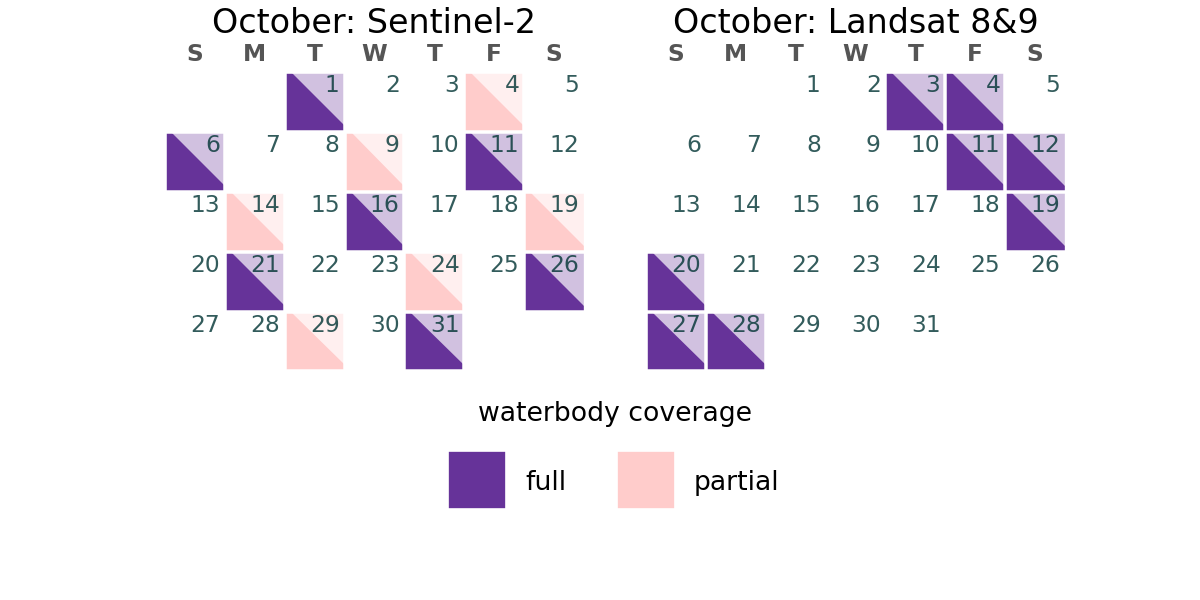 October: Sentinel-2
S M T W T F S
1 2 3 4 5
6 7 8 9 10 11 12
13 14 15 16 17 18 19
20 21 22 23 24 25 26
27 28 29 30 31
October: Landsat 8&9
S M T W T F S
1 2 3 4 5
6 7 8 9 10 11 12
13 14 15 16 17 18 19
20 21 22 23 24 25 26
27 28 29 30 31
waterbody coverage
full partial